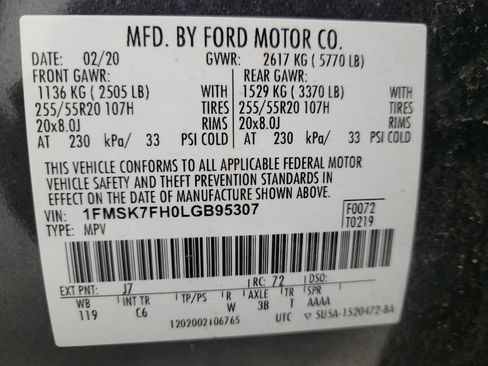 MFD. BY FORD MOTOR CO.
DATE: 02/20 GVWR: 2617 KG ( 5770 LB)
FRONT GAWR: REAR GAWR:
1136 KG ( 2505 LB) WITH 1529 KG ( 3370 LB) WITH
255/55R20 107H TIRES 255/55R20 107H TIRES
20x8.0J RIMS 20x8.0J RIMS
AT 230 kPa/ 33 PSI COLD AT 230 kPa/ 33 PSI COLD
THIS VEHICLE CONFORMS TO ALL APPLICABLE FEDERAL MOTOR
VEHICLE SAFETY AND THEFT PREVENTION STANDARDS IN
EFFECT ON THE DATE OF MANUFACTURE SHOWN ABOVE.
VIN: 1FMSK7FH0LGB95307 F0072
TYPE: MPV T0219
EXT PNT: J7 RC: 72 DSO:
WB INT TR TP/PS R AXLE TR SPR
119 C6 W 3B T AAAA
1202002106765 UTC ▽ 5U5A-1520472-BA